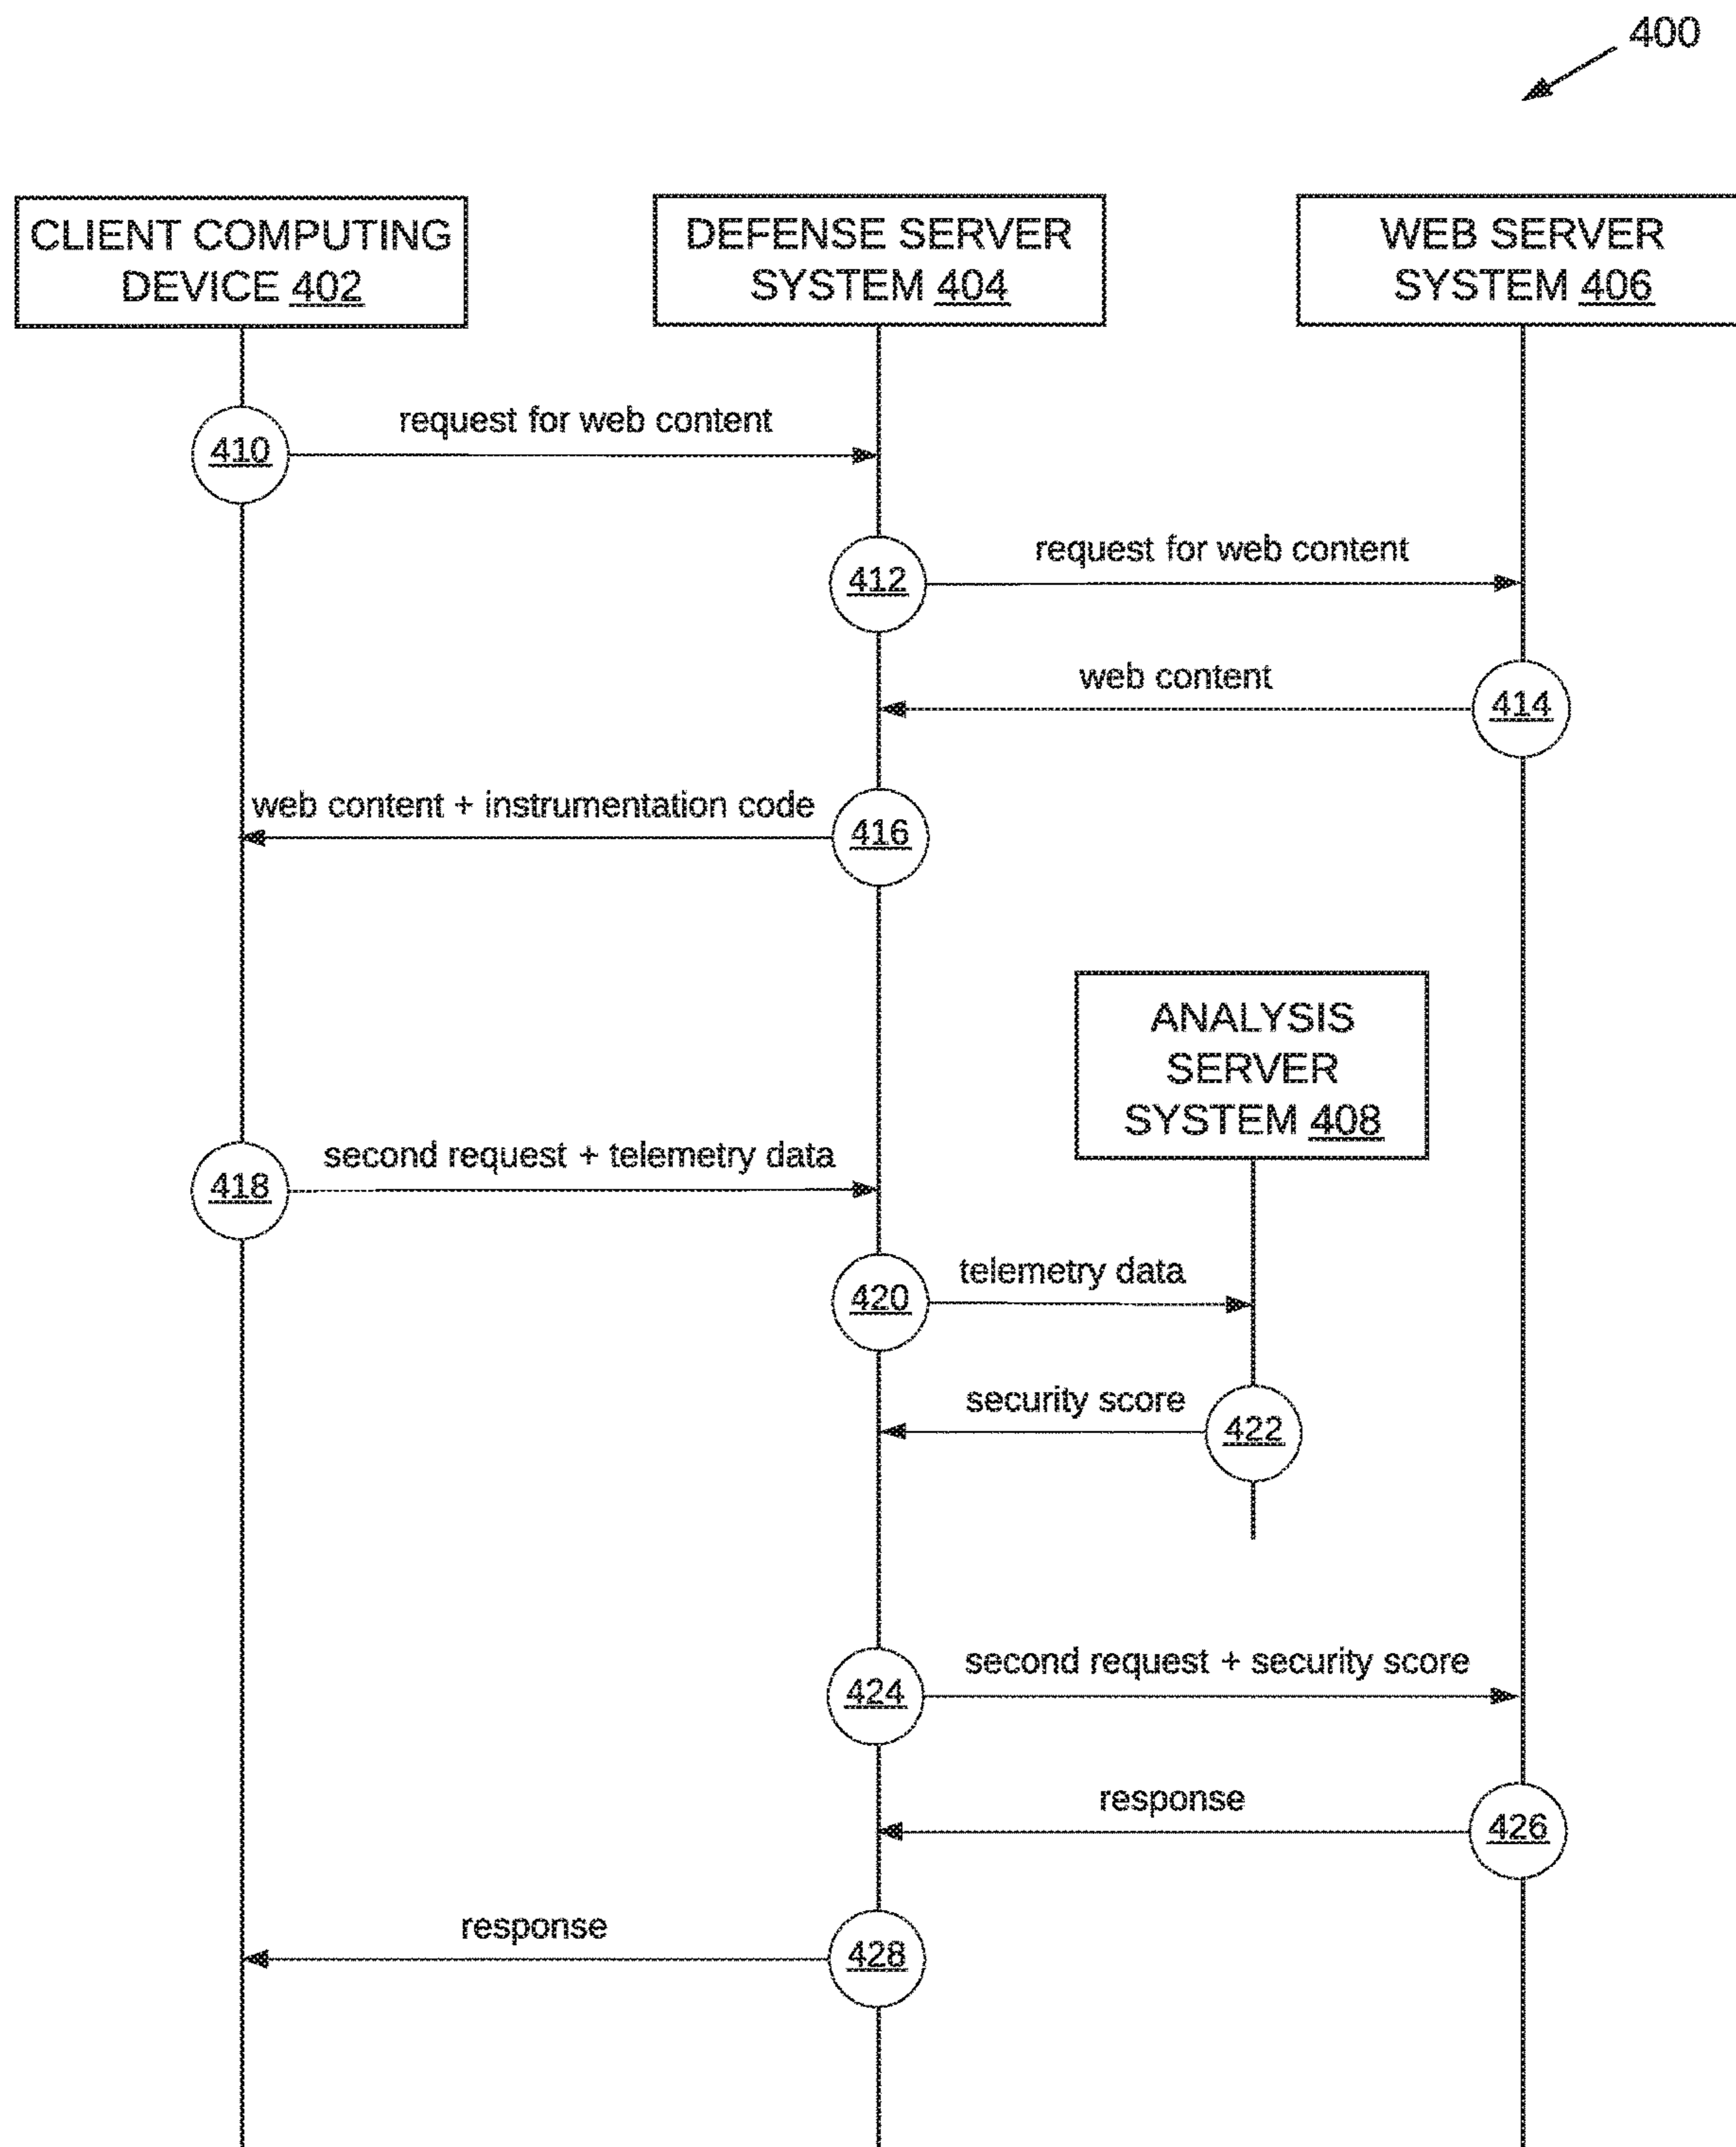 400
CLIENT COMPUTING
DEVICE 402
DEFENSE SERVER
SYSTEM 404
WEB SERVER
SYSTEM 406
410
request for web content
412
request for web content
web content
414
web content + instrumentation code
416
ANALYSIS
SERVER
SYSTEM 408
418
second request + telemetry data
420
telemetry data
security score
422
424
second request + security score
response
426
response
428